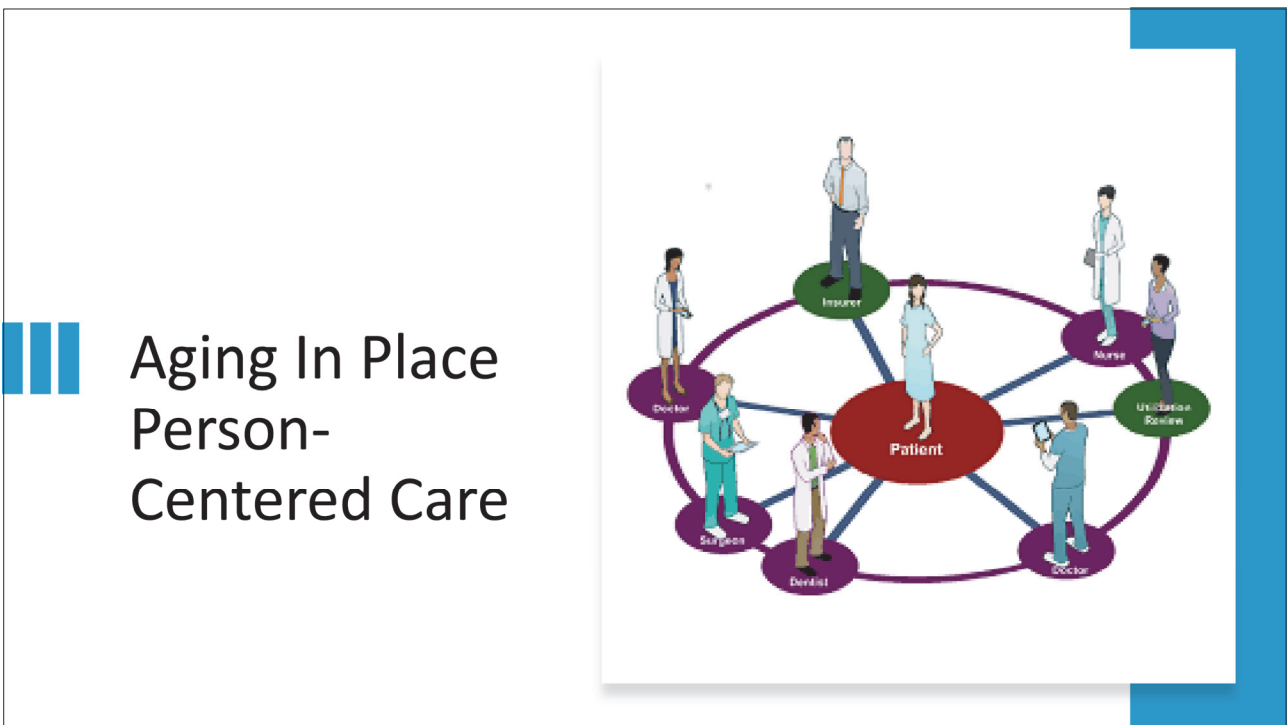 Aging In Place
Person-
Centered Care
Insurer
Nurse
Doctor
Utilization
Review
Patient
Surgeon
Dentist
Doctor